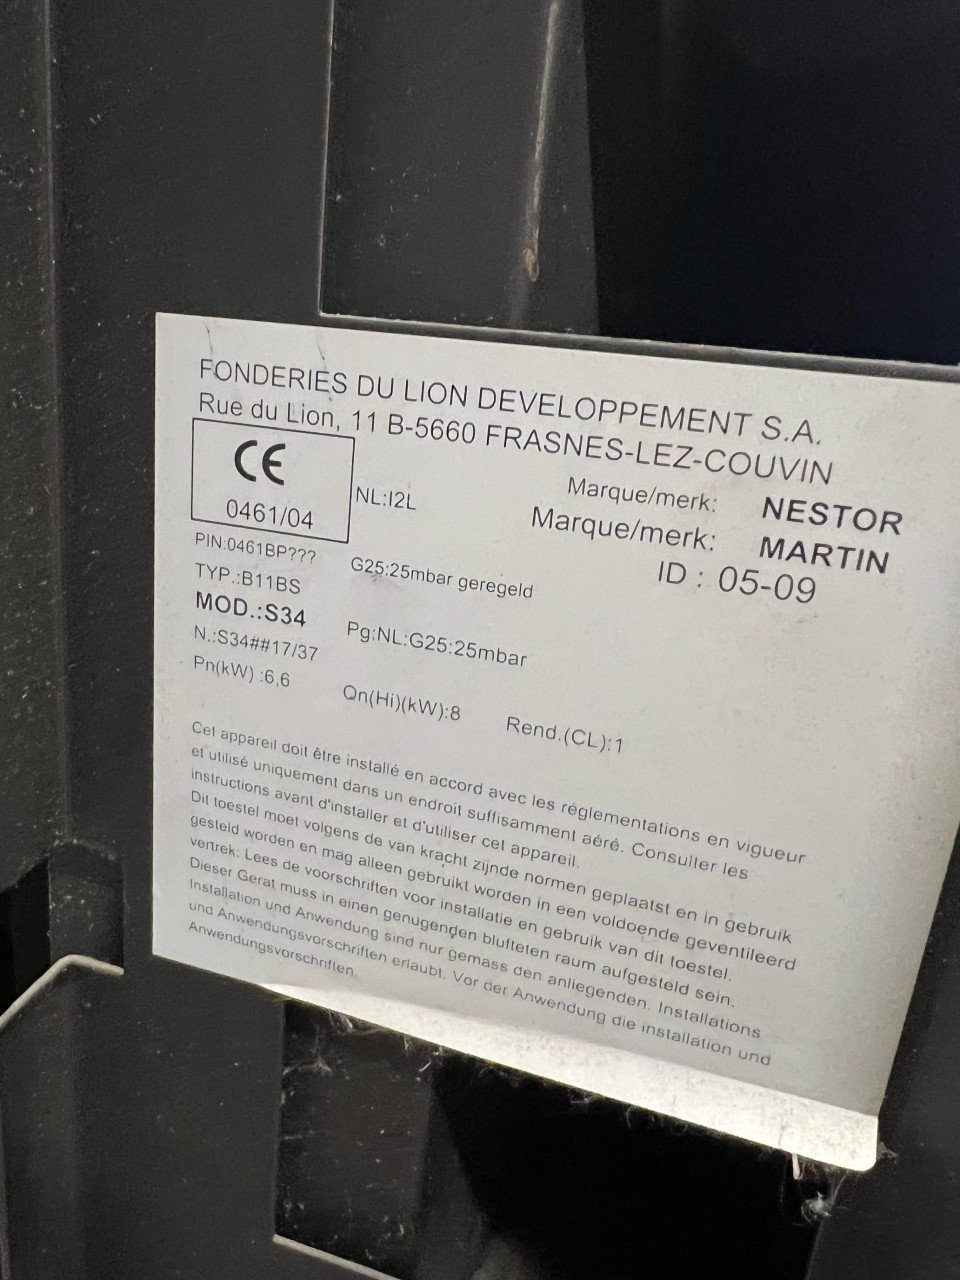 FONDERIES DU LION DEVELOPPEMENT S.A.
Rue du Lion, 11 B-5660 FRASNES-LEZ-COUVIN
CE
0461/04
NL:I2L
Marque/merk: NESTOR
Marque/merk: MARTIN
ID : 05-09
PIN:0461BP???
G25:25mbar geregeld
TYP.:B11BS
MOD.:S34
Pg:NL:G25:25mbar
N.:S34##17/37
Pn(kW) :6,6
Qn(Hi)(kW):8
Rend.(CL):1
Cet appareil doit être installé en accord avec les réglementations en vigueur
et utilisé uniquement dans un endroit suffisamment aéré. Consulter les
instructions avant d'installer et d'utiliser cet appareil.
Dit toestel moet volgens de van kracht zijnde normen geplaatst en in gebruik
gesteld worden en mag alleen gebruikt worden in een voldoende geventileerd
vertrek. Lees de voorschriften voor installatie en gebruik van dit toestel.
Dieser Gerat muss in einen genugenden blufteten raum aufgesteld sein.
Installation und Anwendung sind nur gemass den anliegenden. Installations
und Anwendungsvorschriften erlaubt. Vor der Anwendung die installation und
Anwendungsvorschriften.